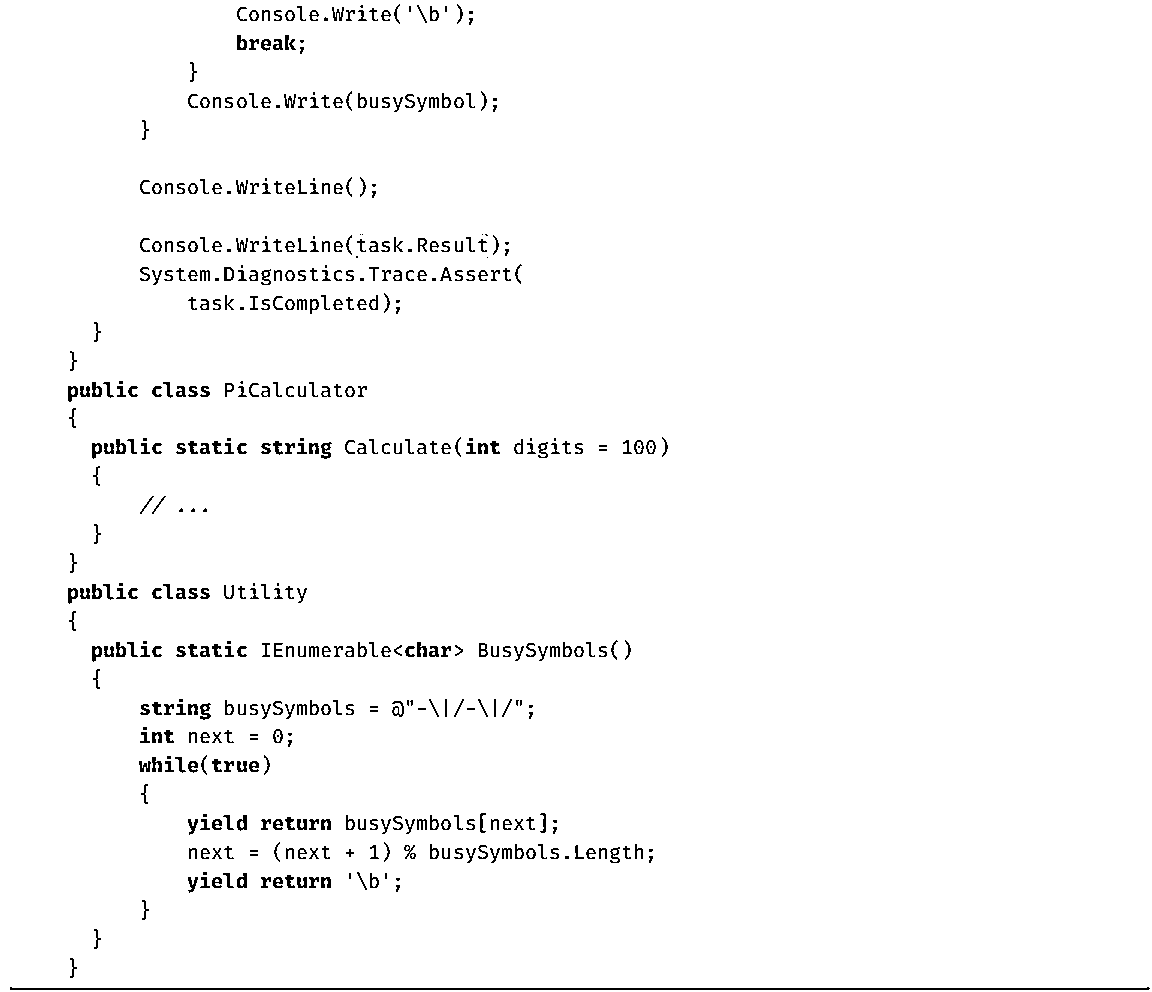 Console.Write('\b');
break;
}
Console.Write(busySymbol);
}
Console.WriteLine();
Console.WriteLine(task.Result);
System.Diagnostics.Trace.Assert(
task.IsCompleted);
}
}
public class PiCalculator
{
public static string Calculate(int digits = 100)
{
// ...
}
}
public class Utility
{
public static IEnumerable<char> BusySymbols()
{
string busySymbols = @"-\|/-\|/";
int next = 0;
while(true)
{
yield return busySymbols[next];
next = (next + 1) % busySymbols.Length;
yield return '\b';
}
}
}